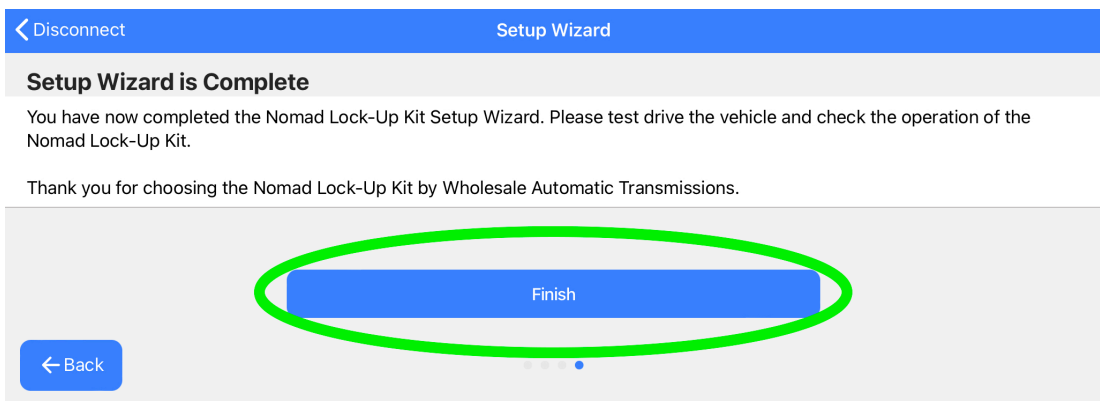 Disconnect
Setup Wizard
Setup Wizard is Complete
You have now completed the Nomad Lock-Up Kit Setup Wizard. Please test drive the vehicle and check the operation of the
Nomad Lock-Up Kit.
Thank you for choosing the Nomad Lock-Up Kit by Wholesale Automatic Transmissions.
Finish
Back